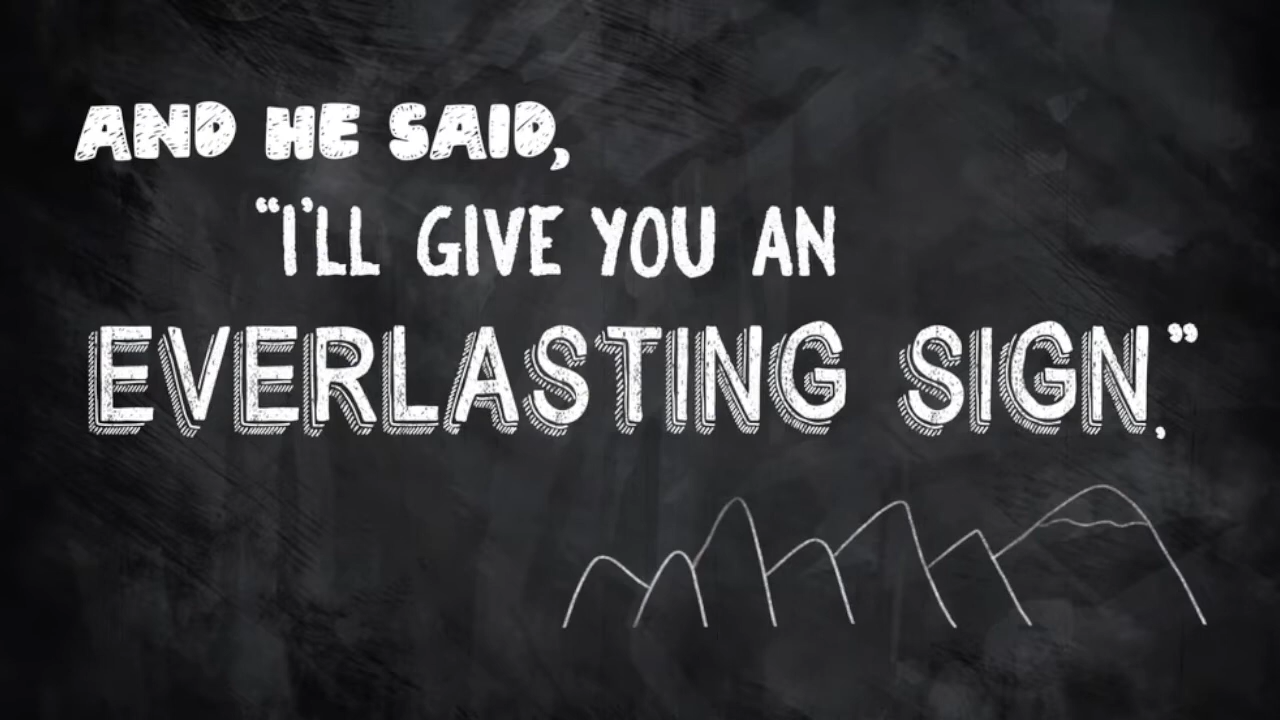 AND HE SAID,
“I'LL GIVE YOU AN
EVERLASTING SIGN.”